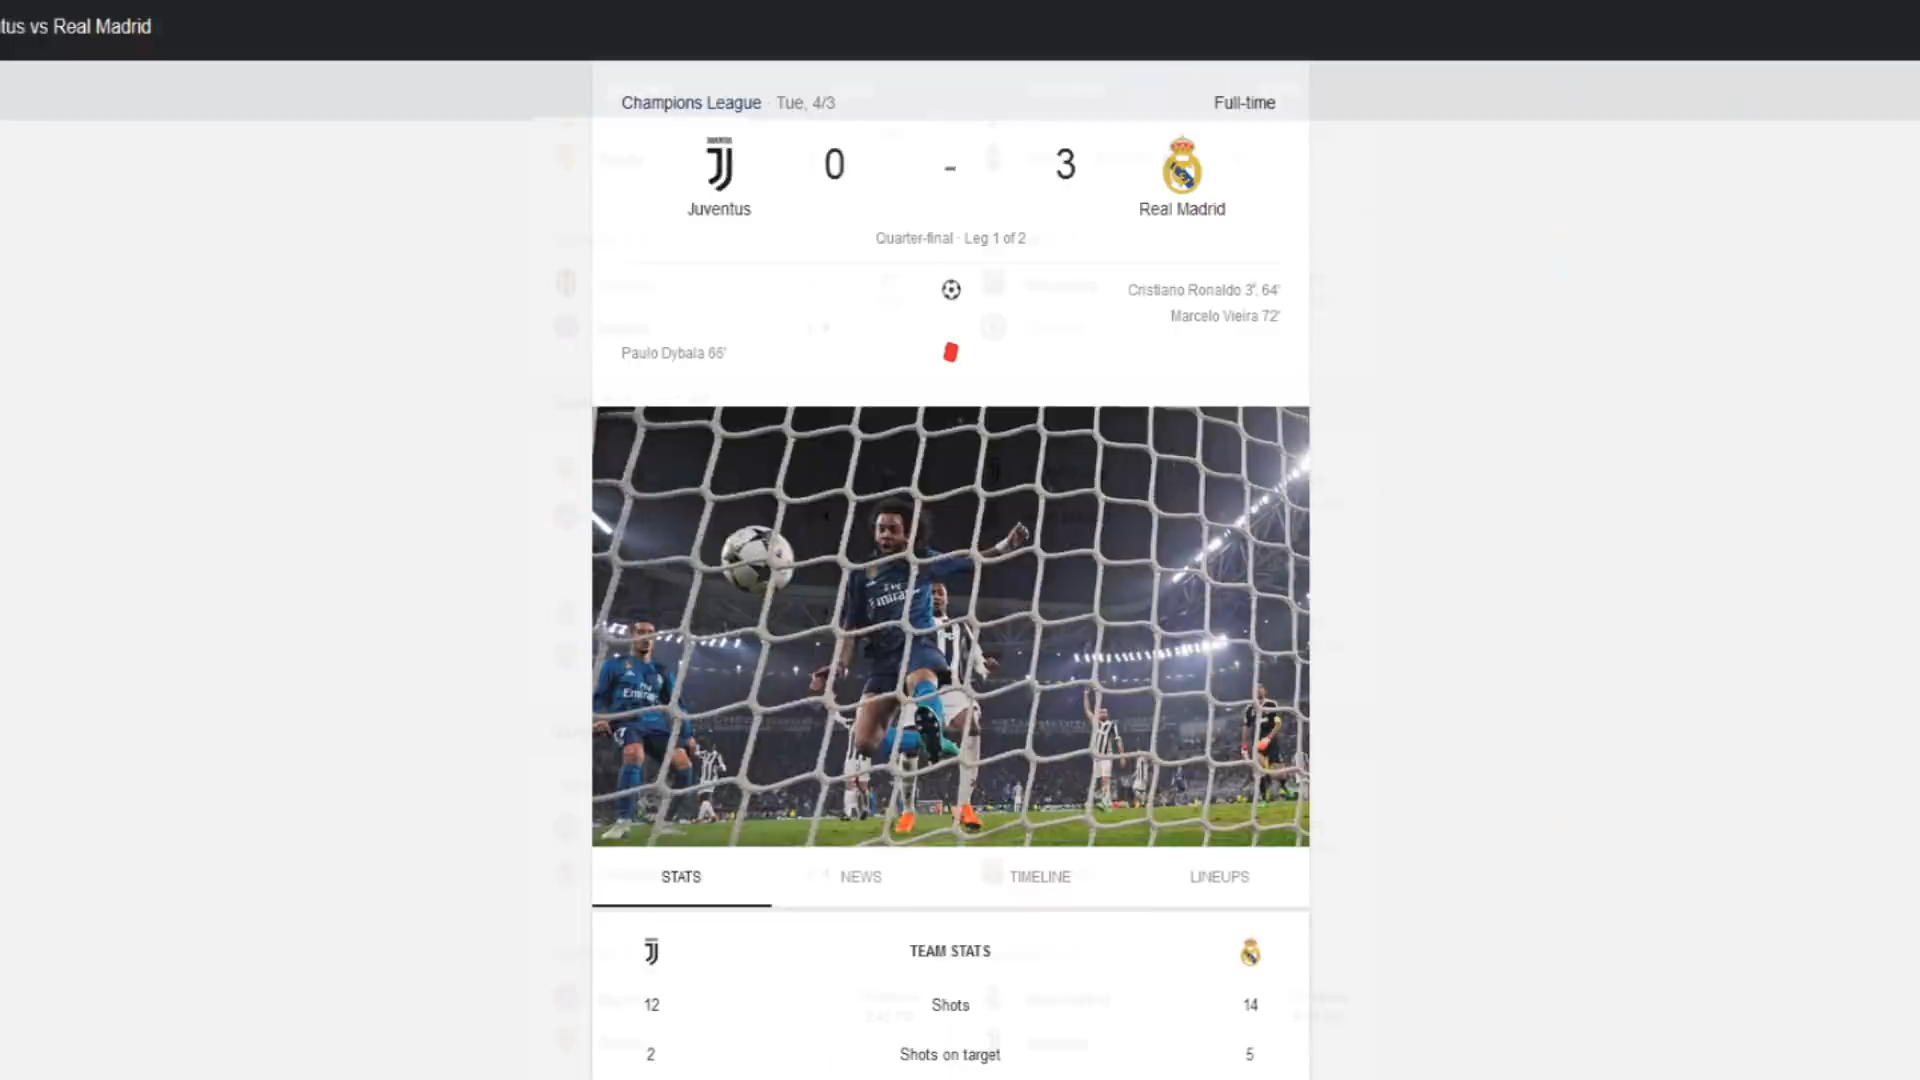 tus vs Real Madrid
Champions League · Tue, 4/3
Full-time
0 - 3
Juventus
Real Madrid
Quarter-final · Leg 1 of 2
Cristiano Ronaldo 3', 64'
Marcelo Vieira 72'
Paulo Dybala 66'
Fly
Emirates
STATS
NEWS
TIMELINE
LINEUPS
TEAM STATS
12 Shots 14
2 Shots on target 5